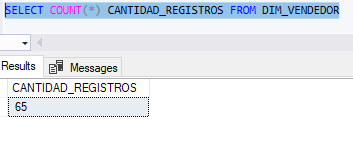 SELECT COUNT(*) CANTIDAD_REGISTROS FROM DIM_VENDEDOR
Results Messages
CANTIDAD_REGISTROS
65